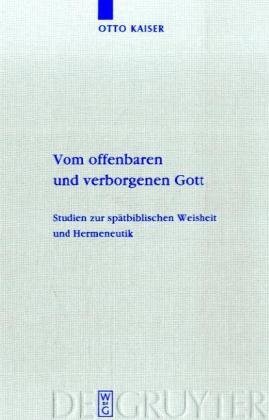 OTTO KAISER
Vom offenbaren
und verborgenen Gott
Studien zur spätbiblischen Weisheit
und Hermeneutik
W
DE
G
DE GRUYTER